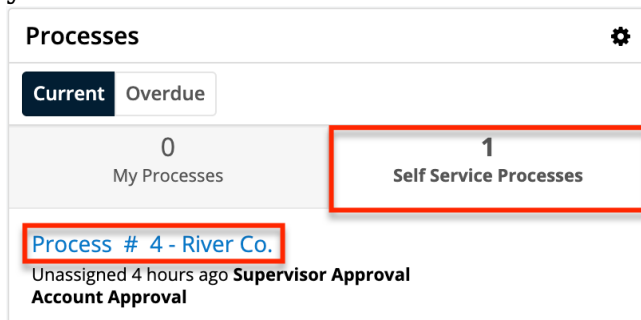 Processes
Current Overdue
0 1
My Processes Self Service Processes
Process # 4 - River Co.
Unassigned 4 hours ago Supervisor Approval
Account Approval